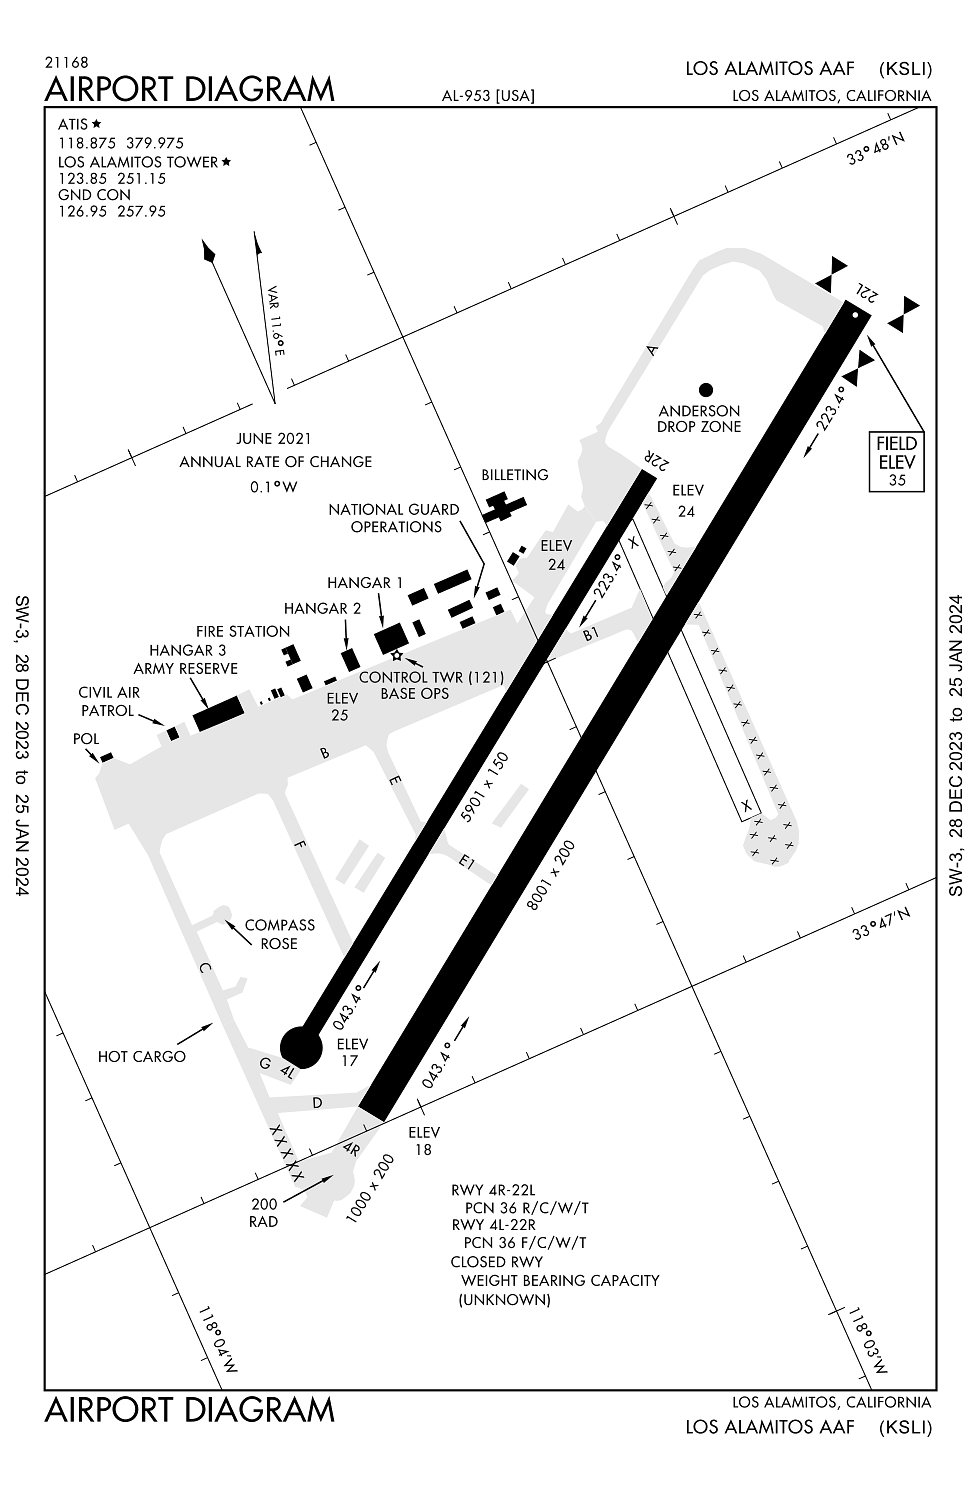 21168
AIRPORT DIAGRAM
AL-953 [USA]
LOS ALAMITOS AAF (KSLI)
LOS ALAMITOS, CALIFORNIA
ATIS ★
118.875 379.975
LOS ALAMITOS TOWER ★
123.85 251.15
GND CON
126.95 257.95
33°48'N
VAR 11.6°E
JUNE 2021
ANNUAL RATE OF CHANGE
0.1°W
22L
A
ANDERSON
DROP ZONE
223.4°
FIELD
ELEV
35
22R
ELEV
24
BILLETING
NATIONAL GUARD
OPERATIONS
ELEV
24
X
223.4°
B1
HANGAR 1
HANGAR 2
FIRE STATION
HANGAR 3
ARMY RESERVE
CONTROL TWR (121)
BASE OPS
ELEV
25
CIVIL AIR
PATROL
POL
B
E
5901 x 150
X
F
E1
8001 x 200
COMPASS
ROSE
33°47'N
C
HOT CARGO
043.4°
ELEV
17
G
4L
043.4°
D
ELEV
18
X X X X X
4R
200
RAD
1000 x 200
RWY 4R-22L
PCN 36 R/C/W/T
RWY 4L-22R
PCN 36 F/C/W/T
CLOSED RWY
WEIGHT BEARING CAPACITY
(UNKNOWN)
118°04'W
118°03'W
SW-3, 28 DEC 2023 to 25 JAN 2024
SW-3, 28 DEC 2023 to 25 JAN 2024
AIRPORT DIAGRAM
LOS ALAMITOS, CALIFORNIA
LOS ALAMITOS AAF (KSLI)